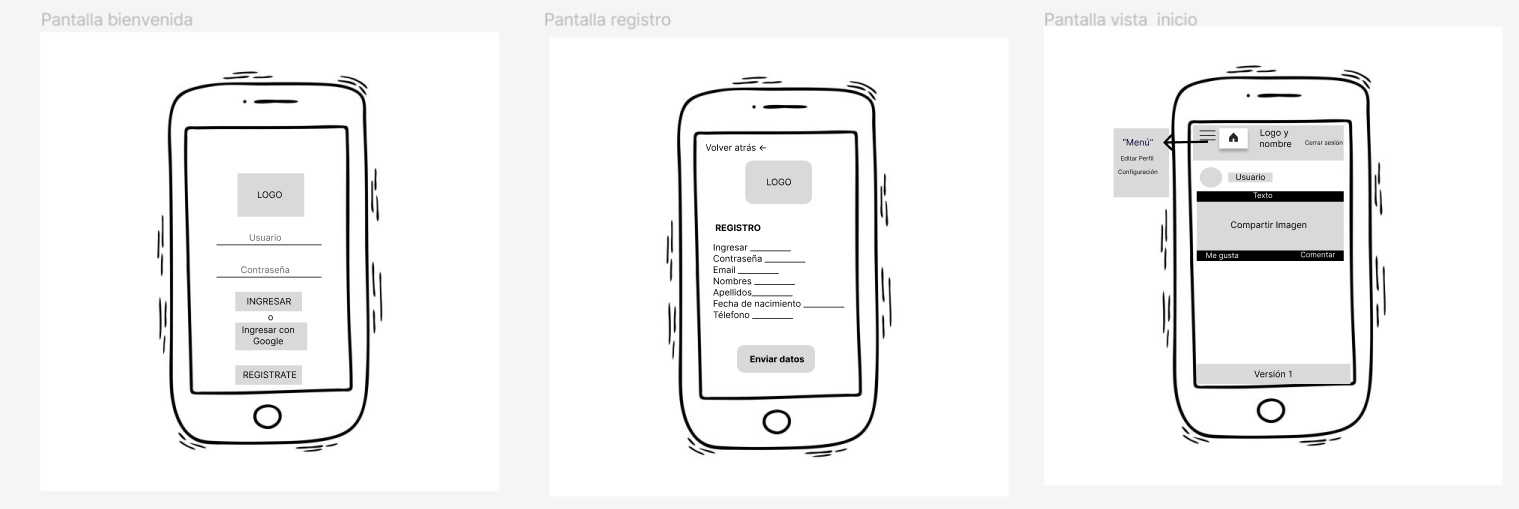 Pantalla bienvenida
LOGO
Usuario
Contraseña
INGRESAR
o
Ingresar con
Google
REGISTRATE
Pantalla registro
Volver atrás ←
LOGO
REGISTRO
Ingresar ________
Contraseña ________
Email ________
Nombres ________
Apellidos________
Fecha de nacimiento ________
Télefono ________
Enviar datos
Pantalla vista inicio
"Menú"
Editar Perfil
Configuración
Logo y
nombre
Cerrar sesión
Usuario
Texto
Compartir Imagen
Me gusta Comentar
Versión 1